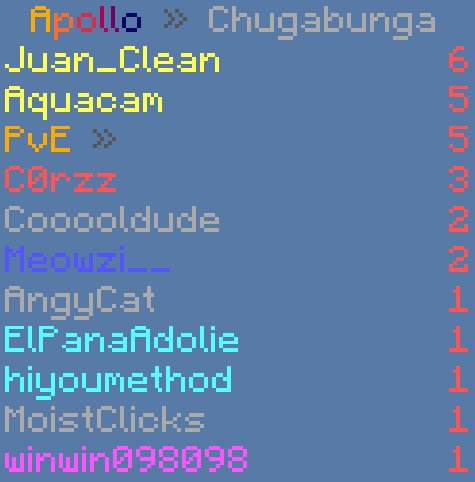 Apollo » Chugabunga
Juan_Clean 6
Aquacam 5
PvE » 5
C0rzz 3
Cooooldude 2
Meowzi__ 2
AngyCat 1
ElPanaAdolie 1
hiyoumethod 1
MoistClicks 1
winwin098098 1